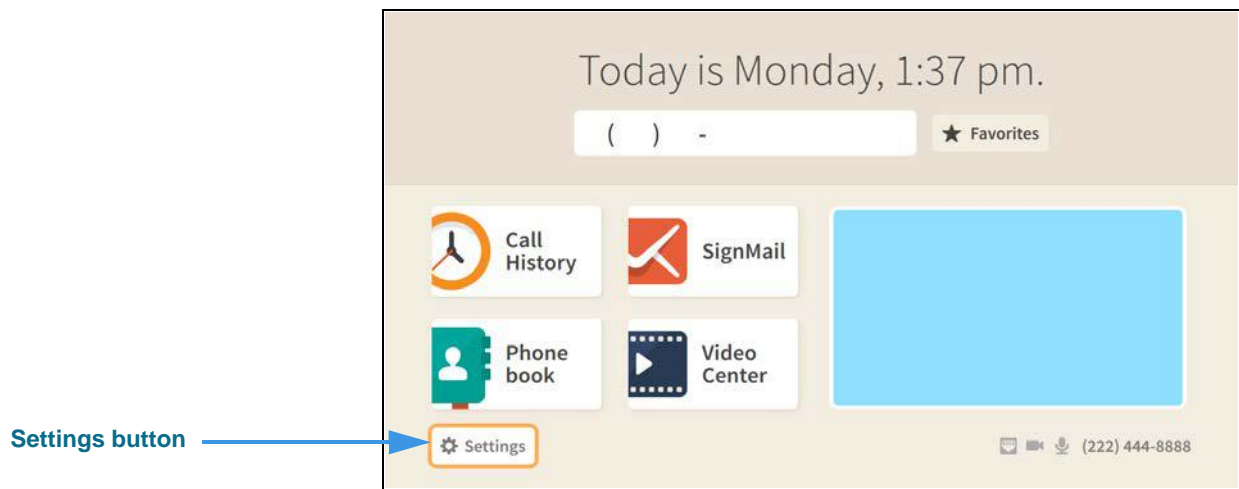 Today is Monday, 1:37 pm.
( ) -
Favorites
Call
History
SignMail
Phone
book
Video
Center
Settings button
Settings
(222) 444-8888